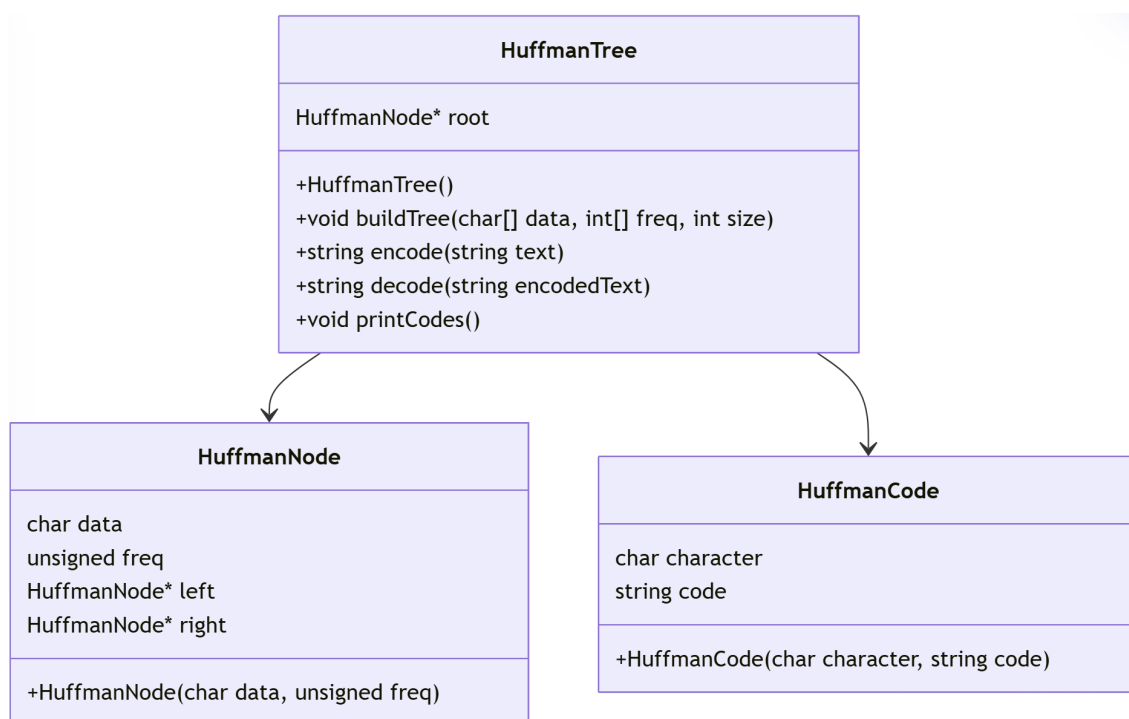 HuffmanTree
HuffmanNode* root
+HuffmanTree()
+void buildTree(char[] data, int[] freq, int size)
+string encode(string text)
+string decode(string encodedText)
+void printCodes()
HuffmanNode
char data
unsigned freq
HuffmanNode* left
HuffmanNode* right
+HuffmanNode(char data, unsigned freq)
HuffmanCode
char character
string code
+HuffmanCode(char character, string code)